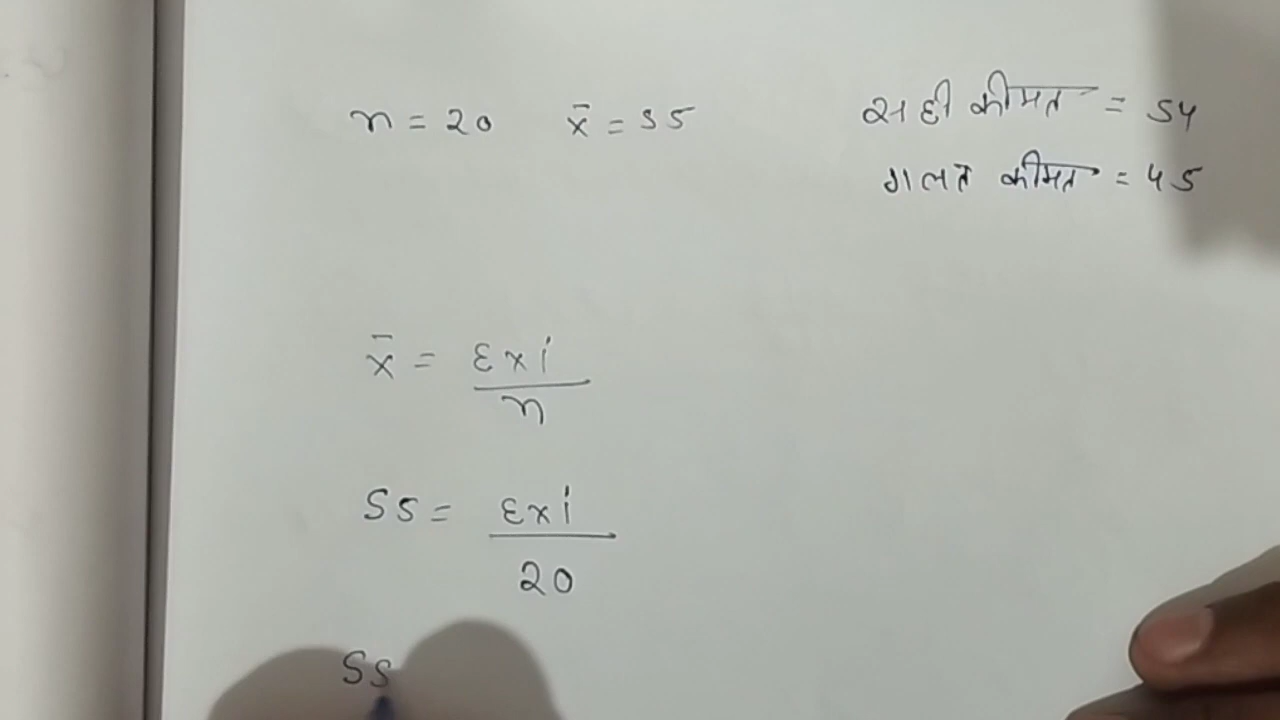 n = 20 x̄ = 55 सही कीमत = 54
गलत कीमत = 45
x̄ = Σxi
n
55 = Σxi
20
55